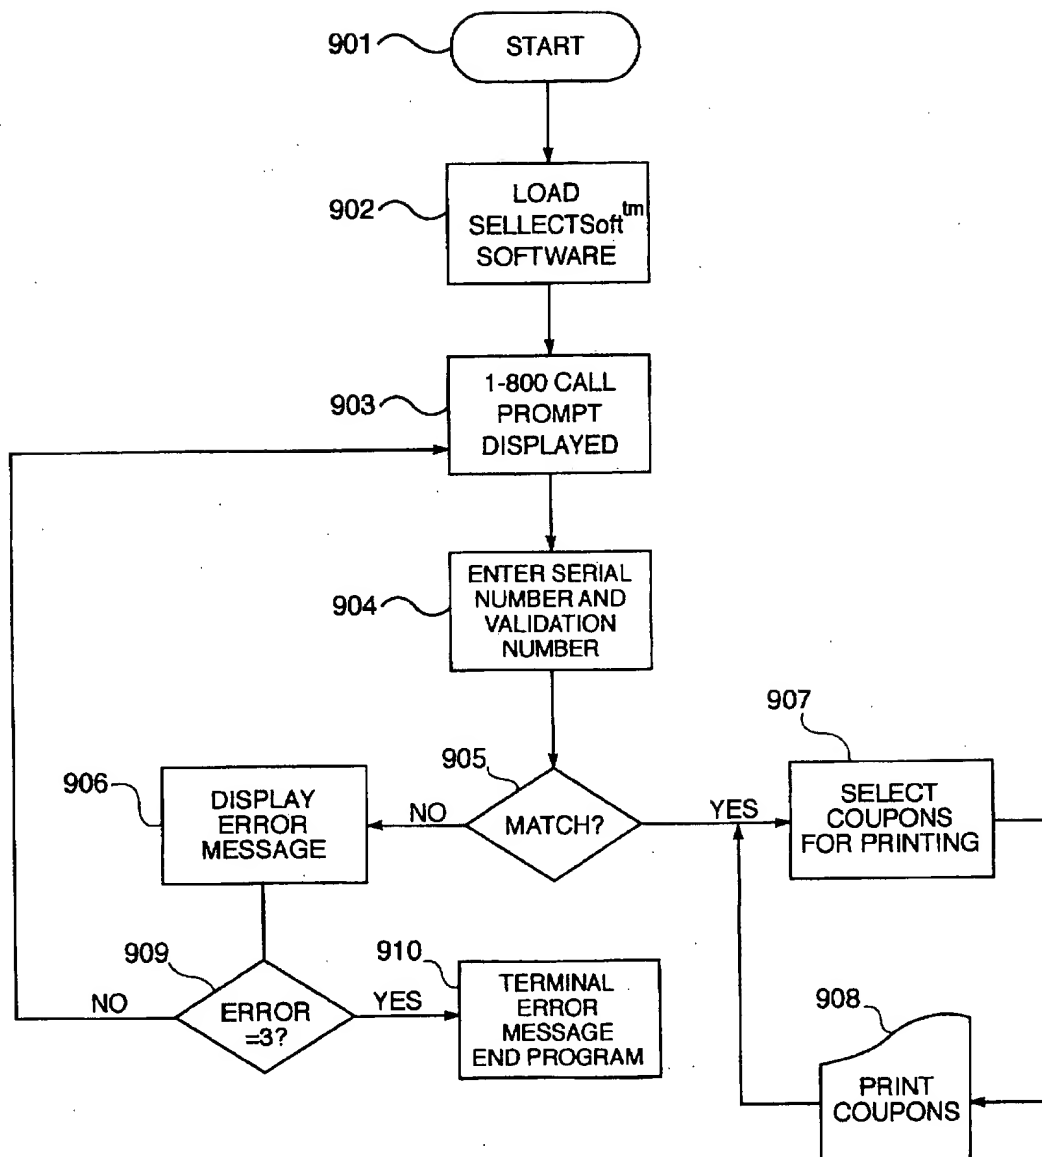 901
START
902
LOAD
SELLECTSoft tm
SOFTWARE
903
1-800 CALL
PROMPT
DISPLAYED
904
ENTER SERIAL
NUMBER AND
VALIDATION
NUMBER
905
MATCH?
NO
YES
906
DISPLAY
ERROR
MESSAGE
907
SELECT
COUPONS
FOR PRINTING
909
ERROR
=3?
NO
YES
910
TERMINAL
ERROR
MESSAGE
END PROGRAM
908
PRINT
COUPONS